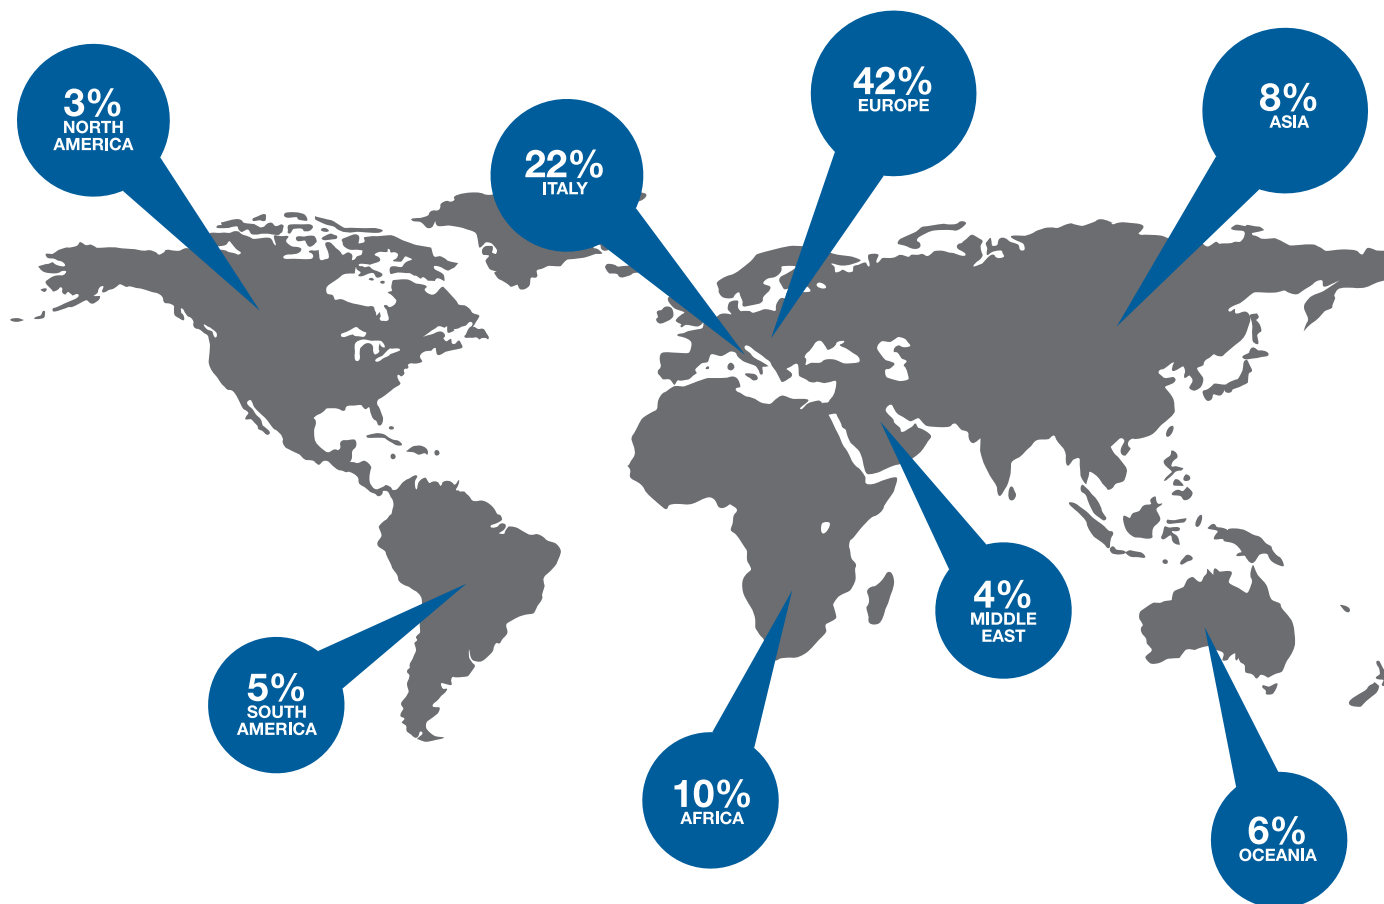 3%
NORTH
AMERICA
22%
ITALY
42%
EUROPE
8%
ASIA
5%
SOUTH
AMERICA
10%
AFRICA
4%
MIDDLE
EAST
6%
OCEANIA